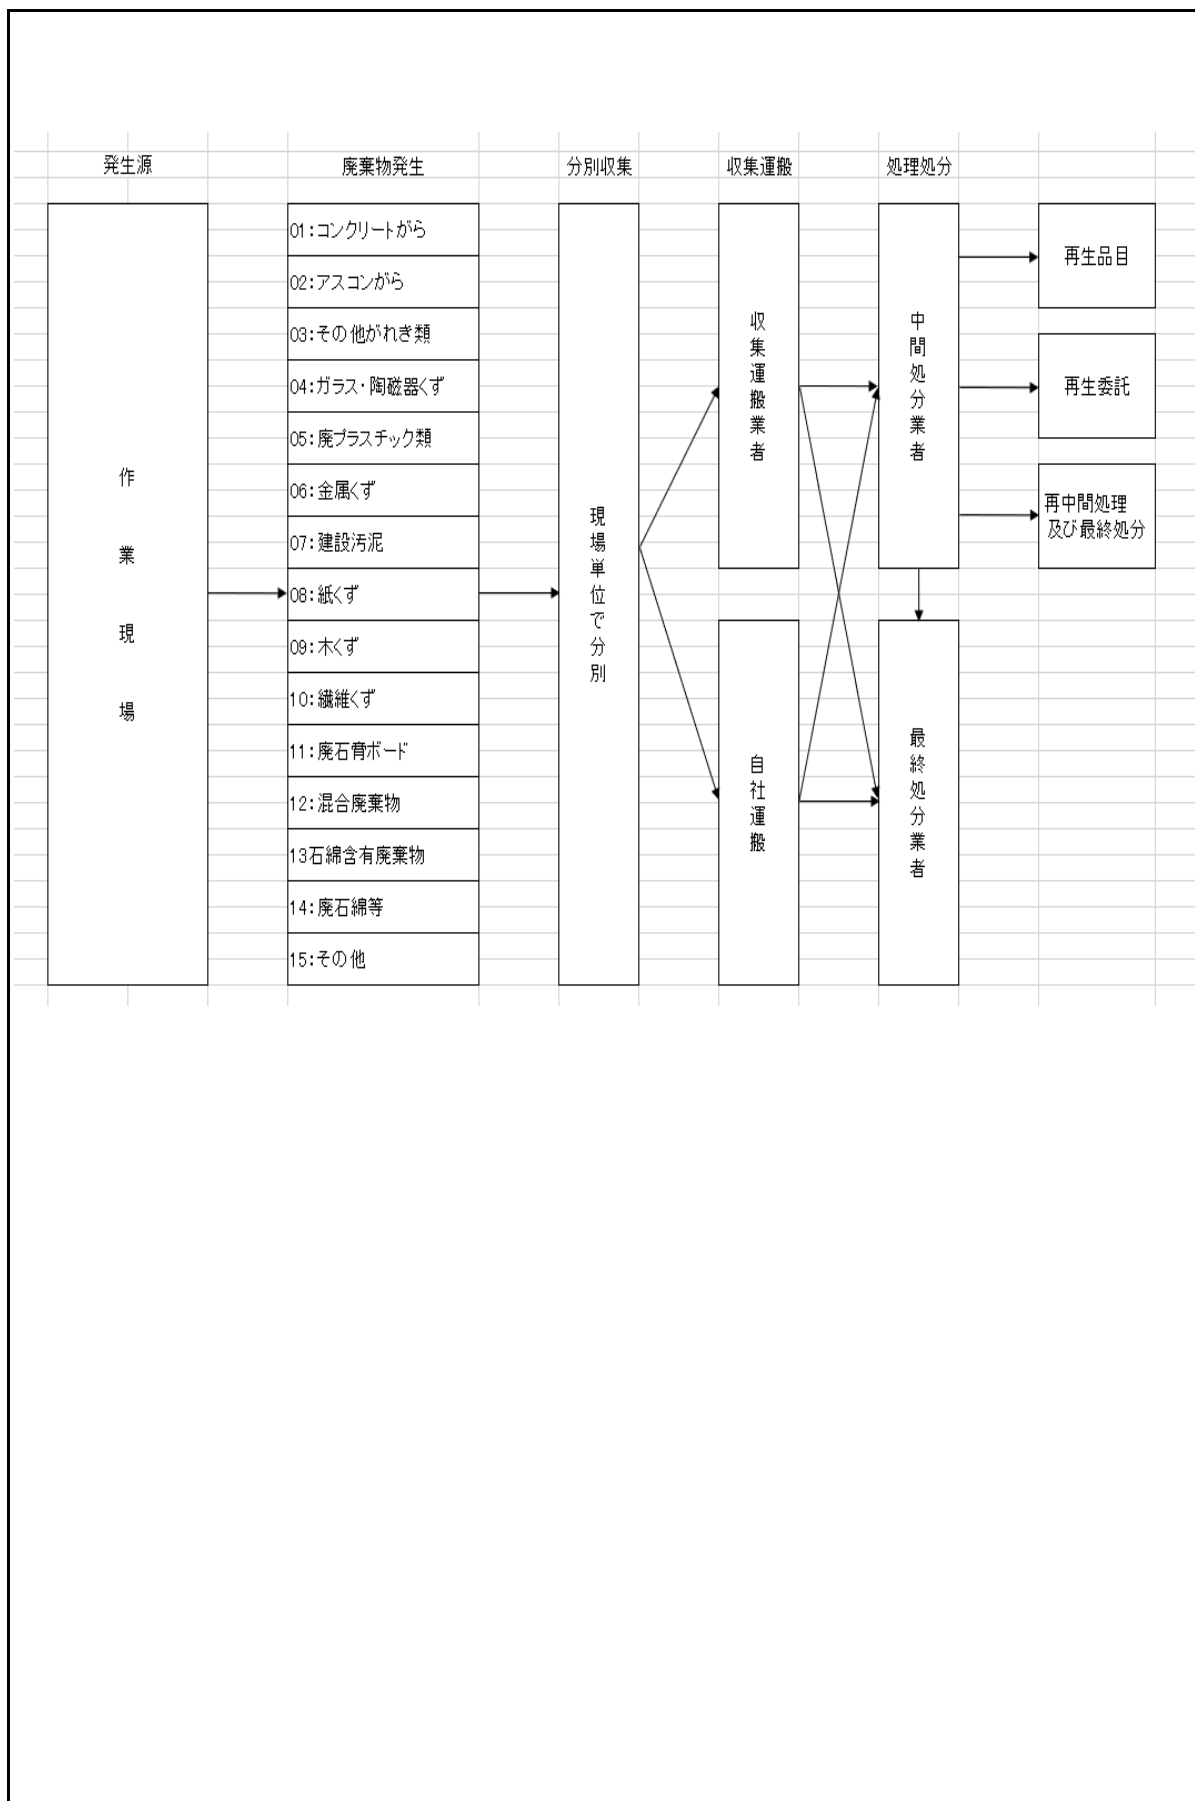 発生源
廃棄物発生
分別収集
収集運搬
処理処分
作業現場
01:コンクリートがら
02:アスコンがら
03:その他がれき類
04:ガラス・陶磁器くず
05:廃プラスチック類
06:金属くず
07:建設汚泥
08:紙くず
09:木くず
10:繊維くず
11:廃石膏ボード
12:混合廃棄物
13石綿含有廃棄物
14:廃石綿等
15:その他
現場単位で分別
収集運搬業者
自社運搬
中間処分業者
最終処分業者
再生品目
再生委託
再中間処理
及び最終処分